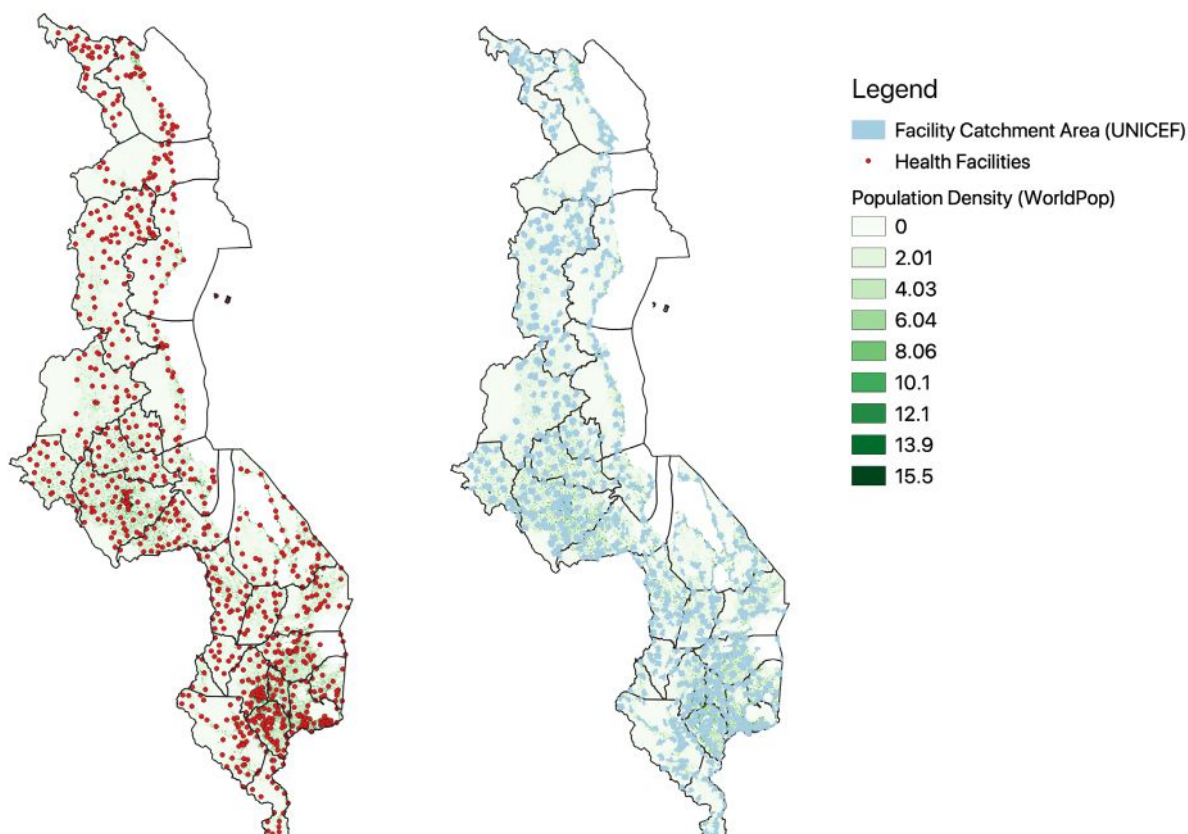 Legend
Facility Catchment Area (UNICEF)
Health Facilities
Population Density (WorldPop)
0
2.01
4.03
6.04
8.06
10.1
12.1
13.9
15.5